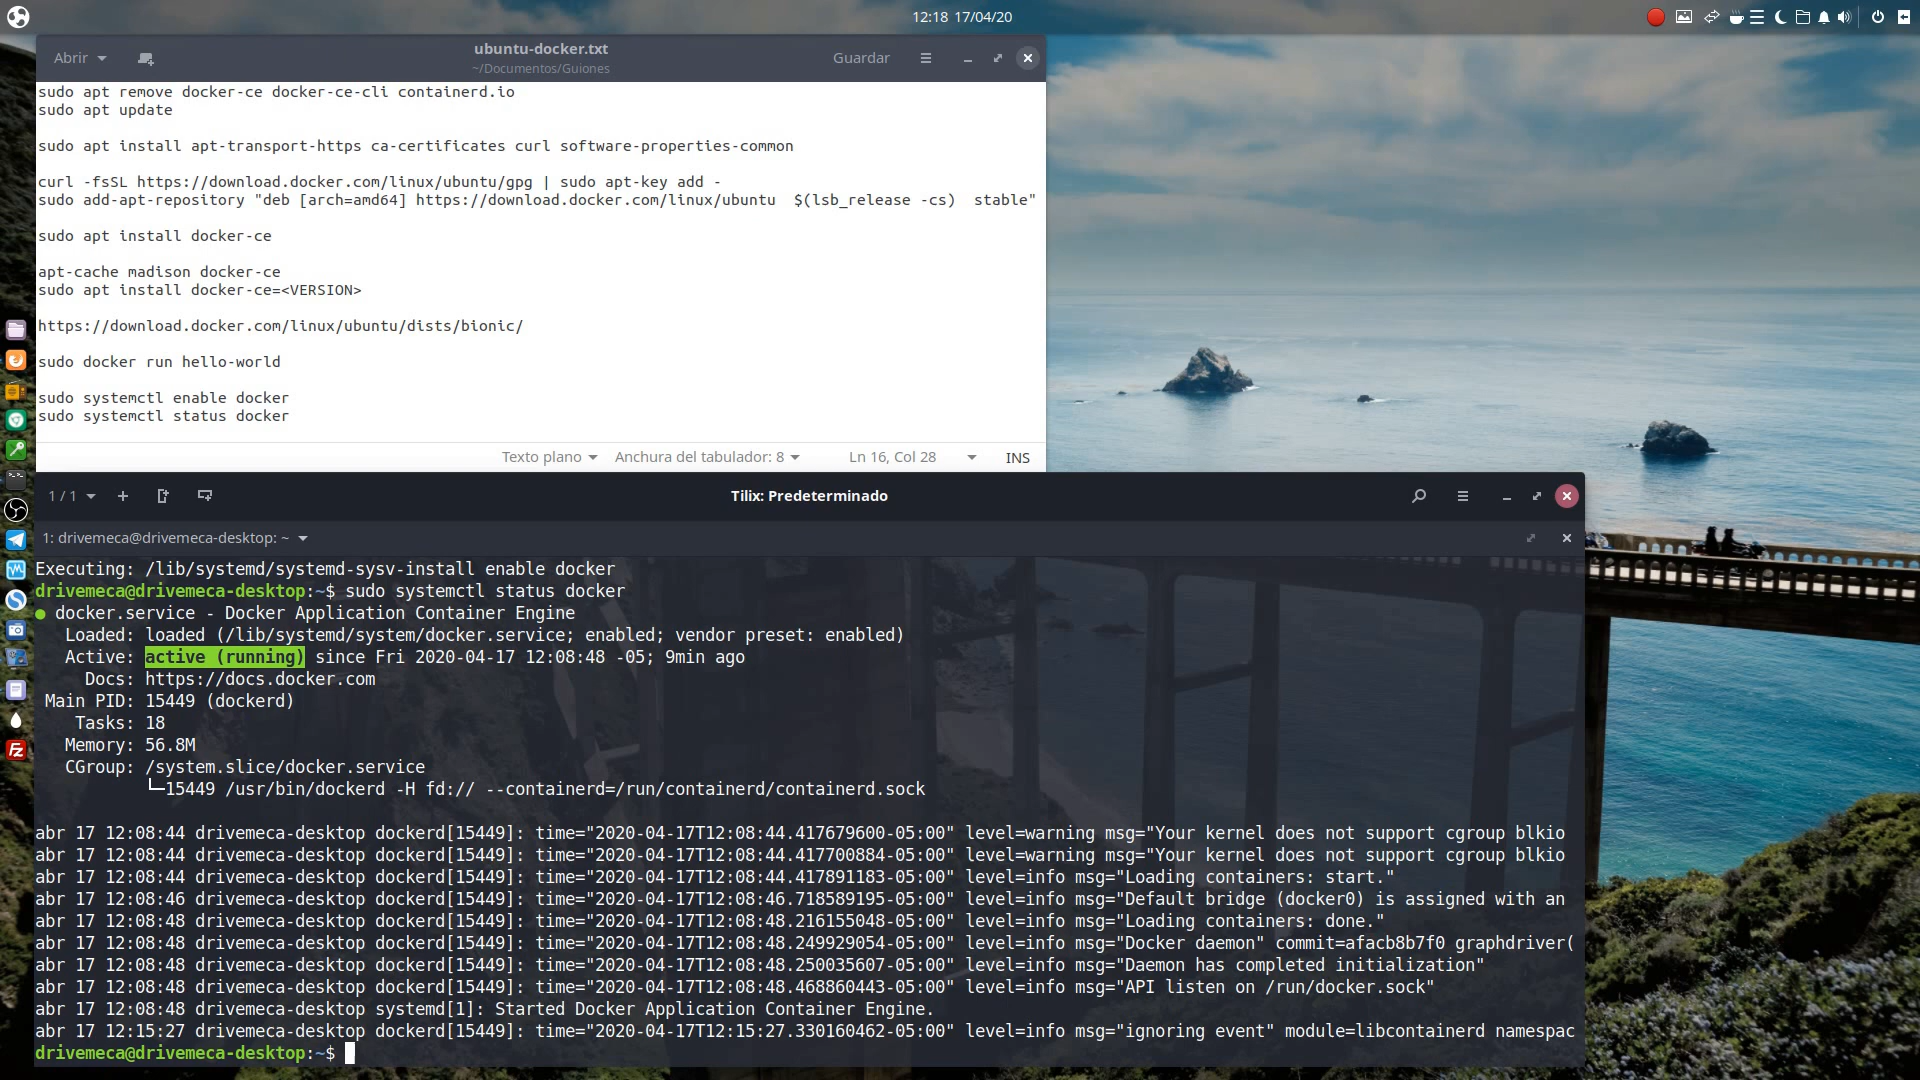 12:18 17/04/20
Abrir
ubuntu-docker.txt
~/Documentos/Guiones
Guardar
sudo apt remove docker-ce docker-ce-cli containerd.io
sudo apt update
sudo apt install apt-transport-https ca-certificates curl software-properties-common
curl -fsSL https://download.docker.com/linux/ubuntu/gpg | sudo apt-key add -
sudo add-apt-repository "deb [arch=amd64] https://download.docker.com/linux/ubuntu  $(lsb_release -cs)  stable"
sudo apt install docker-ce
apt-cache madison docker-ce
sudo apt install docker-ce=<VERSION>
https://download.docker.com/linux/ubuntu/dists/bionic/
sudo docker run hello-world
sudo systemctl enable docker
sudo systemctl status docker
Texto plano Anchura del tabulador: 8 Ln 16, Col 28 INS
1 / 1
Tilix: Predeterminado
1: drivemeca@drivemeca-desktop: ~
Executing: /lib/systemd/systemd-sysv-install enable docker
drivemeca@drivemeca-desktop:~$ sudo systemctl status docker
● docker.service - Docker Application Container Engine
Loaded: loaded (/lib/systemd/system/docker.service; enabled; vendor preset: enabled)
Active: active (running) since Fri 2020-04-17 12:08:48 -05; 9min ago
Docs: https://docs.docker.com
Main PID: 15449 (dockerd)
Tasks: 18
Memory: 56.8M
CGroup: /system.slice/docker.service
└─15449 /usr/bin/dockerd -H fd:// --containerd=/run/containerd/containerd.sock
abr 17 12:08:44 drivemeca-desktop dockerd[15449]: time="2020-04-17T12:08:44.417679600-05:00" level=warning msg="Your kernel does not support cgroup blkio
abr 17 12:08:44 drivemeca-desktop dockerd[15449]: time="2020-04-17T12:08:44.417700884-05:00" level=warning msg="Your kernel does not support cgroup blkio
abr 17 12:08:44 drivemeca-desktop dockerd[15449]: time="2020-04-17T12:08:44.417891183-05:00" level=info msg="Loading containers: start."
abr 17 12:08:46 drivemeca-desktop dockerd[15449]: time="2020-04-17T12:08:46.718589195-05:00" level=info msg="Default bridge (docker0) is assigned with an
abr 17 12:08:48 drivemeca-desktop dockerd[15449]: time="2020-04-17T12:08:48.216155048-05:00" level=info msg="Loading containers: done."
abr 17 12:08:48 drivemeca-desktop dockerd[15449]: time="2020-04-17T12:08:48.249929054-05:00" level=info msg="Docker daemon" commit=afacb8b7f0 graphdriver(
abr 17 12:08:48 drivemeca-desktop dockerd[15449]: time="2020-04-17T12:08:48.250035607-05:00" level=info msg="Daemon has completed initialization"
abr 17 12:08:48 drivemeca-desktop dockerd[15449]: time="2020-04-17T12:08:48.468860443-05:00" level=info msg="API listen on /run/docker.sock"
abr 17 12:08:48 drivemeca-desktop systemd[1]: Started Docker Application Container Engine.
abr 17 12:15:27 drivemeca-desktop dockerd[15449]: time="2020-04-17T12:15:27.330160462-05:00" level=info msg="ignoring event" module=libcontainerd namespac
drivemeca@drivemeca-desktop:~$